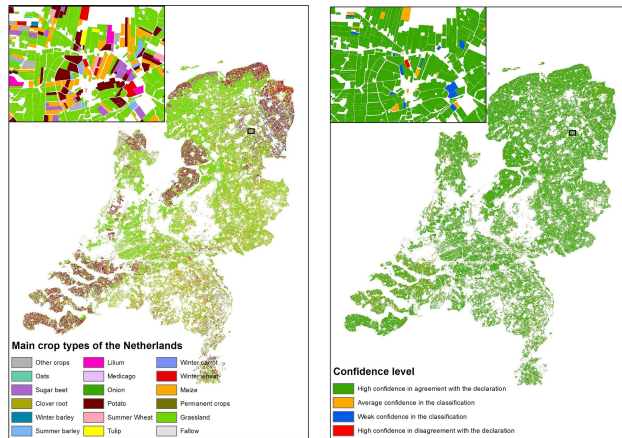 Main crop types of the Netherlands
Other crops
Oats
Sugar beet
Clover root
Winter barley
Summer barley
Lilium
Medicago
Onion
Potato
Summer Wheat
Tulip
Winter carrot
Winter wheat
Maize
Permanent crops
Grassland
Fallow
Confidence level
High confidence in agreement with the declaration
Average confidence in the classification
Weak confidence in the classification
High confidence in disagreement with the declaration